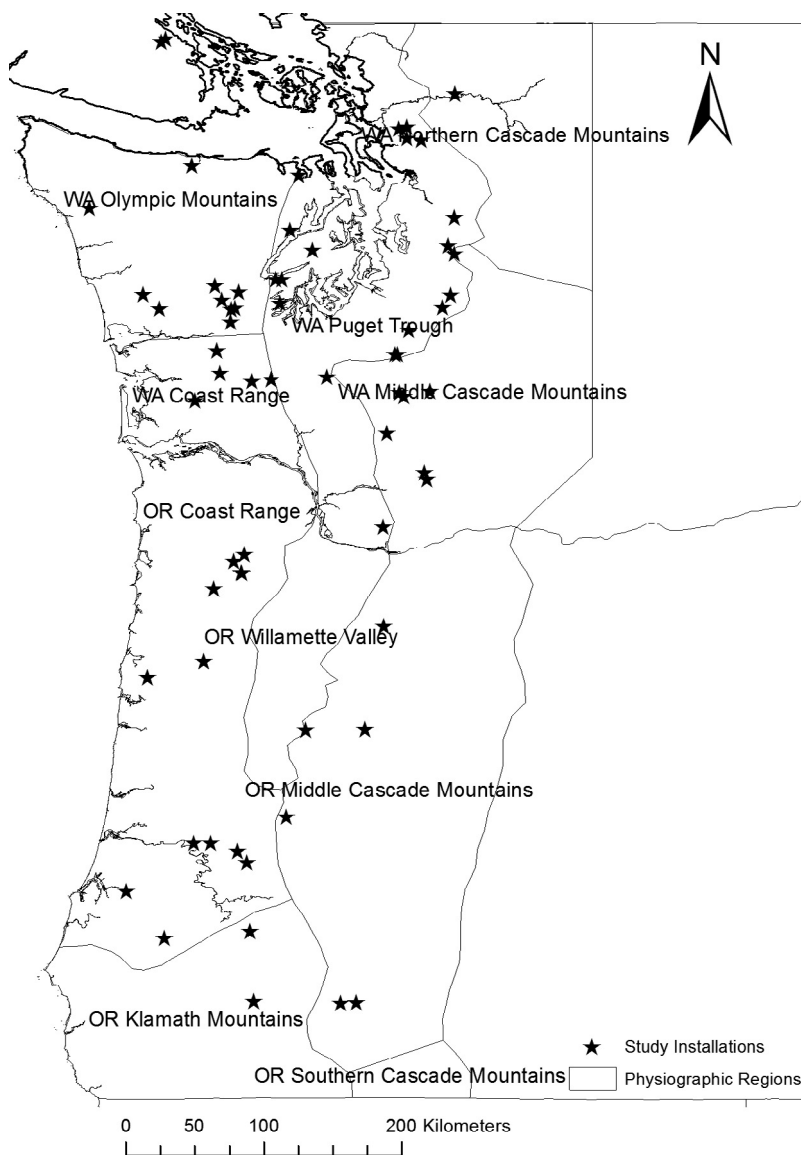 N
WA Northern Cascade Mountains
WA Olympic Mountains
WA Puget Trough
WA Middle Cascade Mountains
WA Coast Range
OR Coast Range
OR Willamette Valley
OR Middle Cascade Mountains
OR Klamath Mountains
Study Installations
OR Southern Cascade Mountains
Physiographic Regions
0 50 100 200 Kilometers